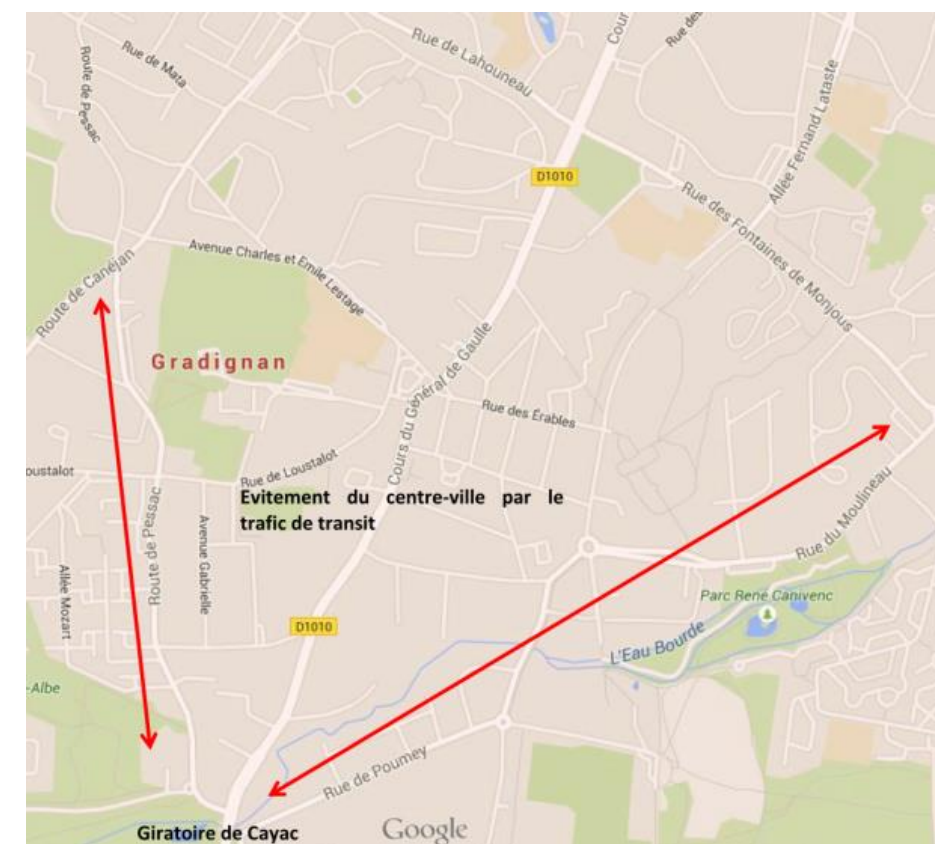 Rue de Mata
Route de Pessac
Rue de Lahouneau
Cour
Rue des
Allée Fernand Lataste
D1010
Rue des Fontaines de Monjous
Avenue Charles et Emile Lestage
Route de Canéjan
Gradignan
Cours du Général de Gaulle
Rue des Érables
oustalot
Rue de Loustalot
Evitement du centre-ville par le
trafic de transit
Route de Pessac
Avenue Gabrielle
Allée Mozart
Rue du Moulineau
Parc René Canivenc
D1010
L'Eau Bourde
-Albe
Rue de Poumey
Giratoire de Cayac
Google